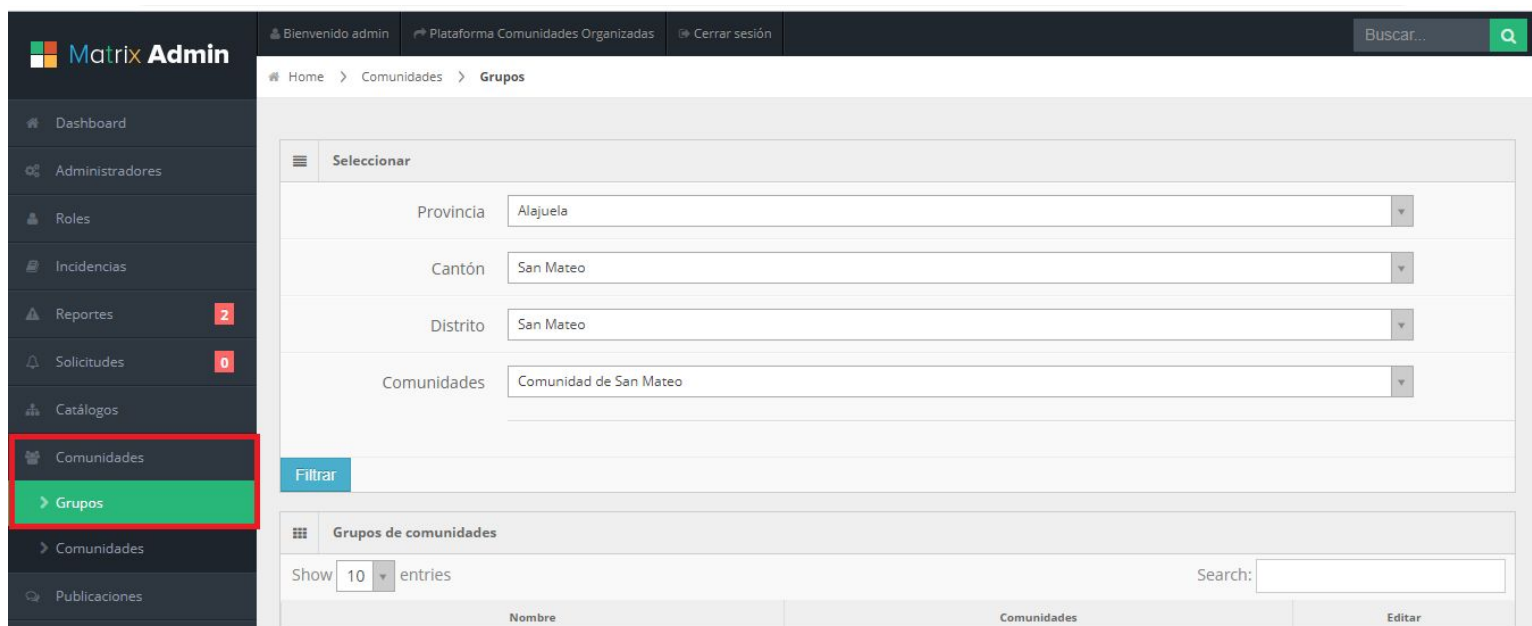 Matrix Admin
Bienvenido admin
Plataforma Comunidades Organizadas
Cerrar sesión
Buscar...
Home > Comunidades > Grupos
Dashboard
Administradores
Roles
Incidencias
Reportes 2
Solicitudes 0
Catálogos
Comunidades
> Grupos
> Comunidades
Publicaciones
Seleccionar
Provincia Alajuela
Cantón San Mateo
Distrito San Mateo
Comunidades Comunidad de San Mateo
Filtrar
Grupos de comunidades
Show 10 entries Search:
Nombre Comunidades Editar